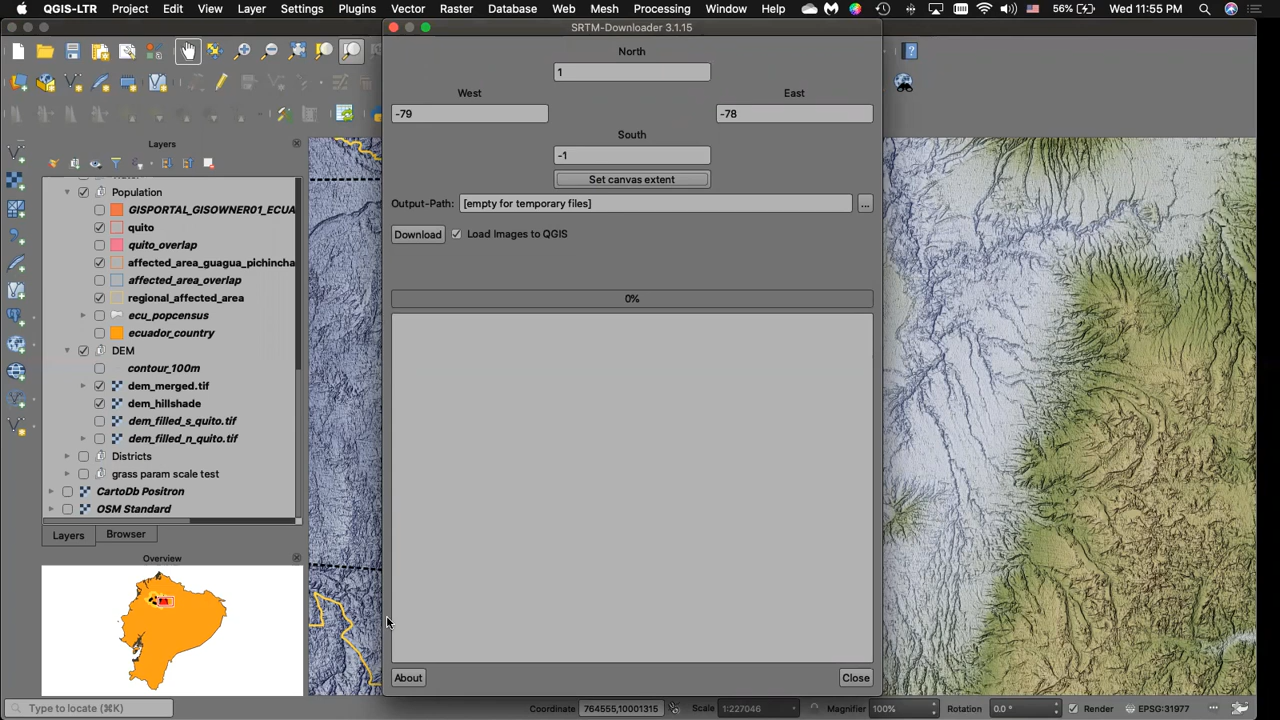 QGIS-LTR Project Edit View Layer Settings Plugins Vector Raster Database Web Mesh Processing Window Help 56% Wed 11:55 PM
SRTM-Downloader 3.1.15
North
1
West East
-79 -78
South
-1
Set canvas extent
Output-Path: [empty for temporary files] ...
Download Load Images to QGIS
0%
About Close
Layers
Population
GISPORTAL_GISOWNER01_ECUA
quito
quito_overlap
affected_area_guagua_pichincha
affected_area_overlap
regional_affected_area
ecu_popcensus
ecuador_country
DEM
contour_100m
dem_merged.tif
dem_hillshade
dem_filled_s_quito.tif
dem_filled_n_quito.tif
Districts
grass param scale test
CartoDb Positron
OSM Standard
Layers Browser
Overview
Type to locate (⌘K) Coordinate 764555,10001315 Scale 1:227046 Magnifier 100% Rotation 0.0 ° Render EPSG:31977